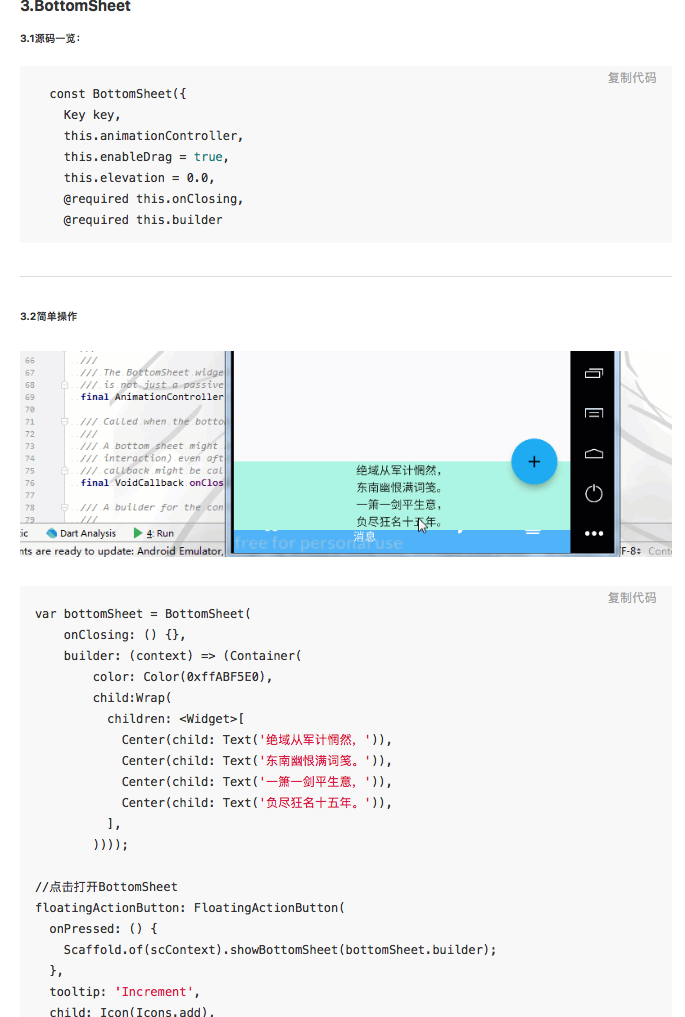 3.BottomSheet
3.1源码一览：
复制代码
const BottomSheet({
Key key,
this.animationController,
this.enableDrag = true,
this.elevation = 0.0,
@required this.onClosing,
@required this.builder
3.2简单操作
66 ///
67 /// The BottomSheet widge
68 /// is not just a passive
69 final AnimationController
70
71 /// Called when the botto
72 ///
73 /// A bottom sheet might
74 /// interaction) even aft
75 /// callback might be cal
76 final VoidCallback onClos
77
78 /// A builder for the con
79 ///
绝域从军计惘然，
东南幽恨满词笺。
一箫一剑平生意，
负尽狂名十五年。
消息
ic Dart Analysis 4: Run
nts are ready to update: Android Emulator,
free for personal use
F-8 Cont
复制代码
var bottomSheet = BottomSheet(
onClosing: () {},
builder: (context) => (Container(
color: Color(0xffABF5E0),
child:Wrap(
children: <Widget>[
Center(child: Text('绝域从军计惘然，')),
Center(child: Text('东南幽恨满词笺。')),
Center(child: Text('一箫一剑平生意，')),
Center(child: Text('负尽狂名十五年。')),
],
))));
//点击打开BottomSheet
floatingActionButton: FloatingActionButton(
onPressed: () {
Scaffold.of(scContext).showBottomSheet(bottomSheet.builder);
},
tooltip: 'Increment',
child: Icon(Icons.add),